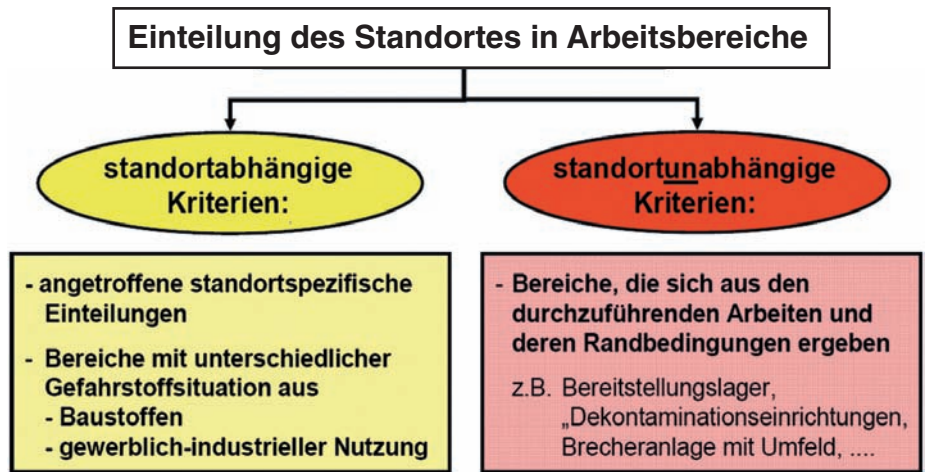 Einteilung des Standortes in Arbeitsbereiche
standortabhängige
Kriterien:
- angetroffene standortspezifische
Einteilungen
- Bereiche mit unterschiedlicher
Gefahrstoffsituation aus
- Baustoffen
- gewerblich-industrieller Nutzung
standortunabhängige
Kriterien:
- Bereiche, die sich aus den
durchzuführenden Arbeiten und
deren Randbedingungen ergeben
z.B. Bereitstellungslager,
„Dekontaminationseinrichtungen,
Brecheranlage mit Umfeld, ....